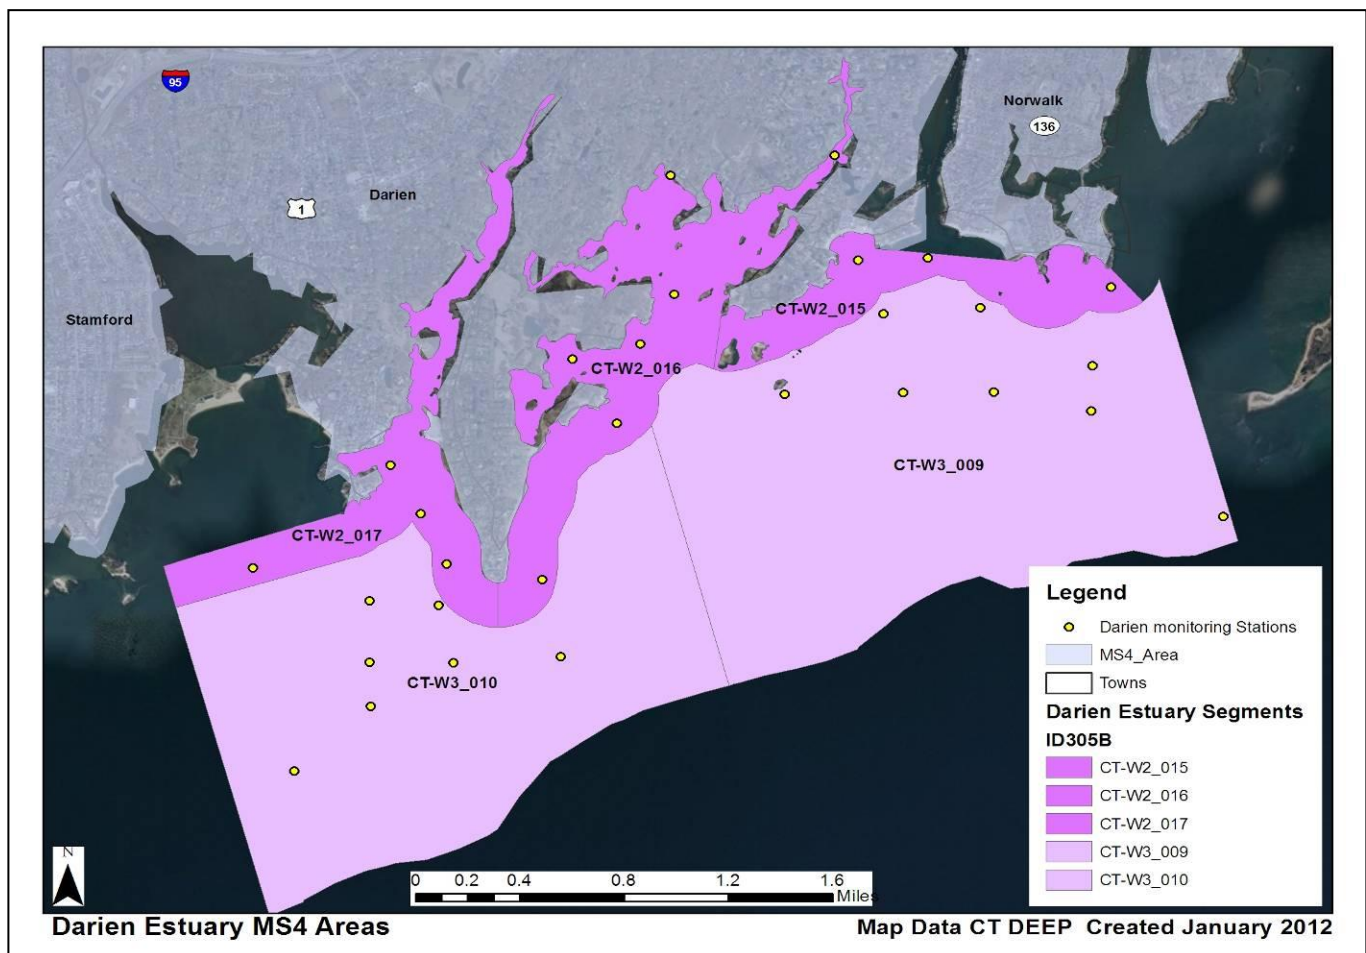 95
Norwalk
136
Darien
1
Stamford
CT-W2_015
CT-W2_016
CT-W3_009
CT-W2_017
CT-W3_010
Legend
Darien monitoring Stations
MS4_Area
Towns
Darien Estuary Segments
ID305B
CT-W2_015
CT-W2_016
CT-W2_017
CT-W3_009
CT-W3_010
N
0 0.2 0.4 0.8 1.2 1.6
Miles
Darien Estuary MS4 Areas
Map Data CT DEEP Created January 2012